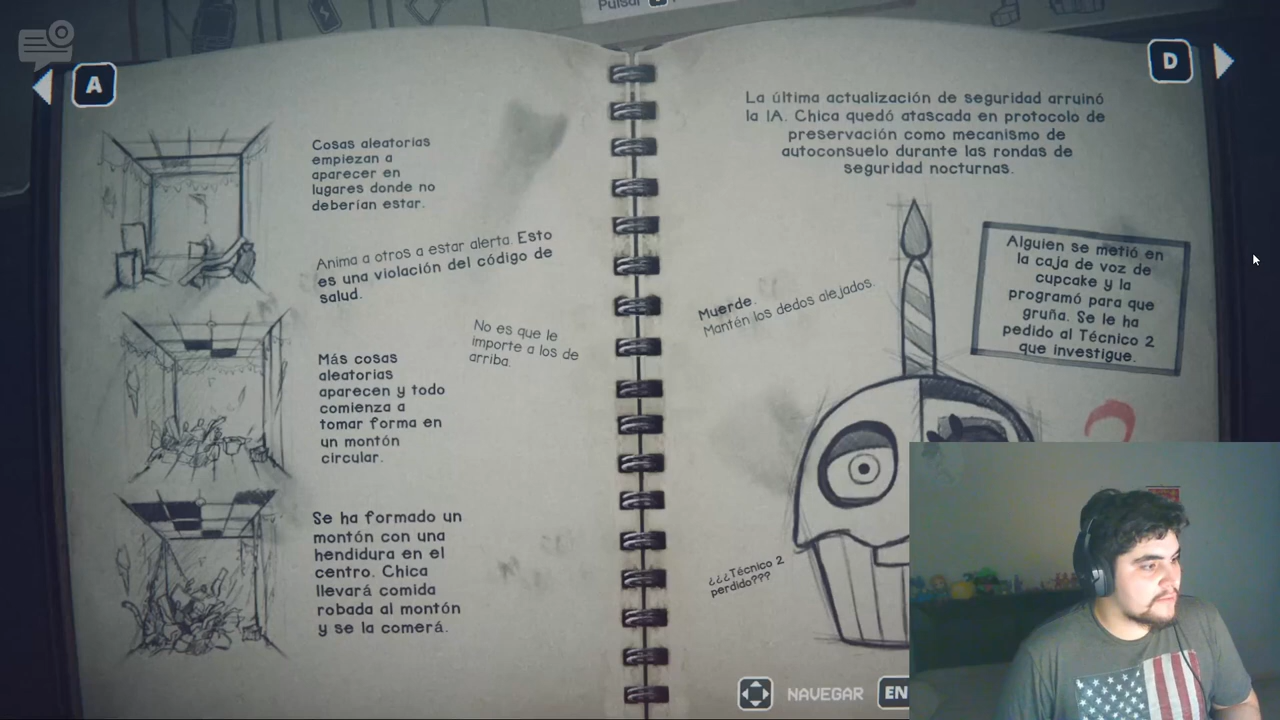 Pulsar
A
D
Cosas aleatorias
empiezan a
aparecer en
lugares donde no
deberían estar.
Anima a otros a estar alerta. Esto
es una violación del código de
salud.
No es que le
importe a los de
arriba.
Más cosas
aleatorias
aparecen y todo
comienza a
tomar forma en
un montón
circular.
Se ha formado un
montón con una
hendidura en el
centro. Chica
llevará comida
robada al montón
y se la comerá.
La última actualización de seguridad arruinó
la IA. Chica quedó atascada en protocolo de
preservación como mecanismo de
autoconsuelo durante las rondas de
seguridad nocturnas.
Alguien se metió en
la caja de voz de
cupcake y la
programó para que
gruña. Se le ha
pedido al Técnico 2
que investigue.
Muerde.
Mantén los dedos alejados.
¿¿¿Técnico 2
perdido???
NAVEGAR
EN